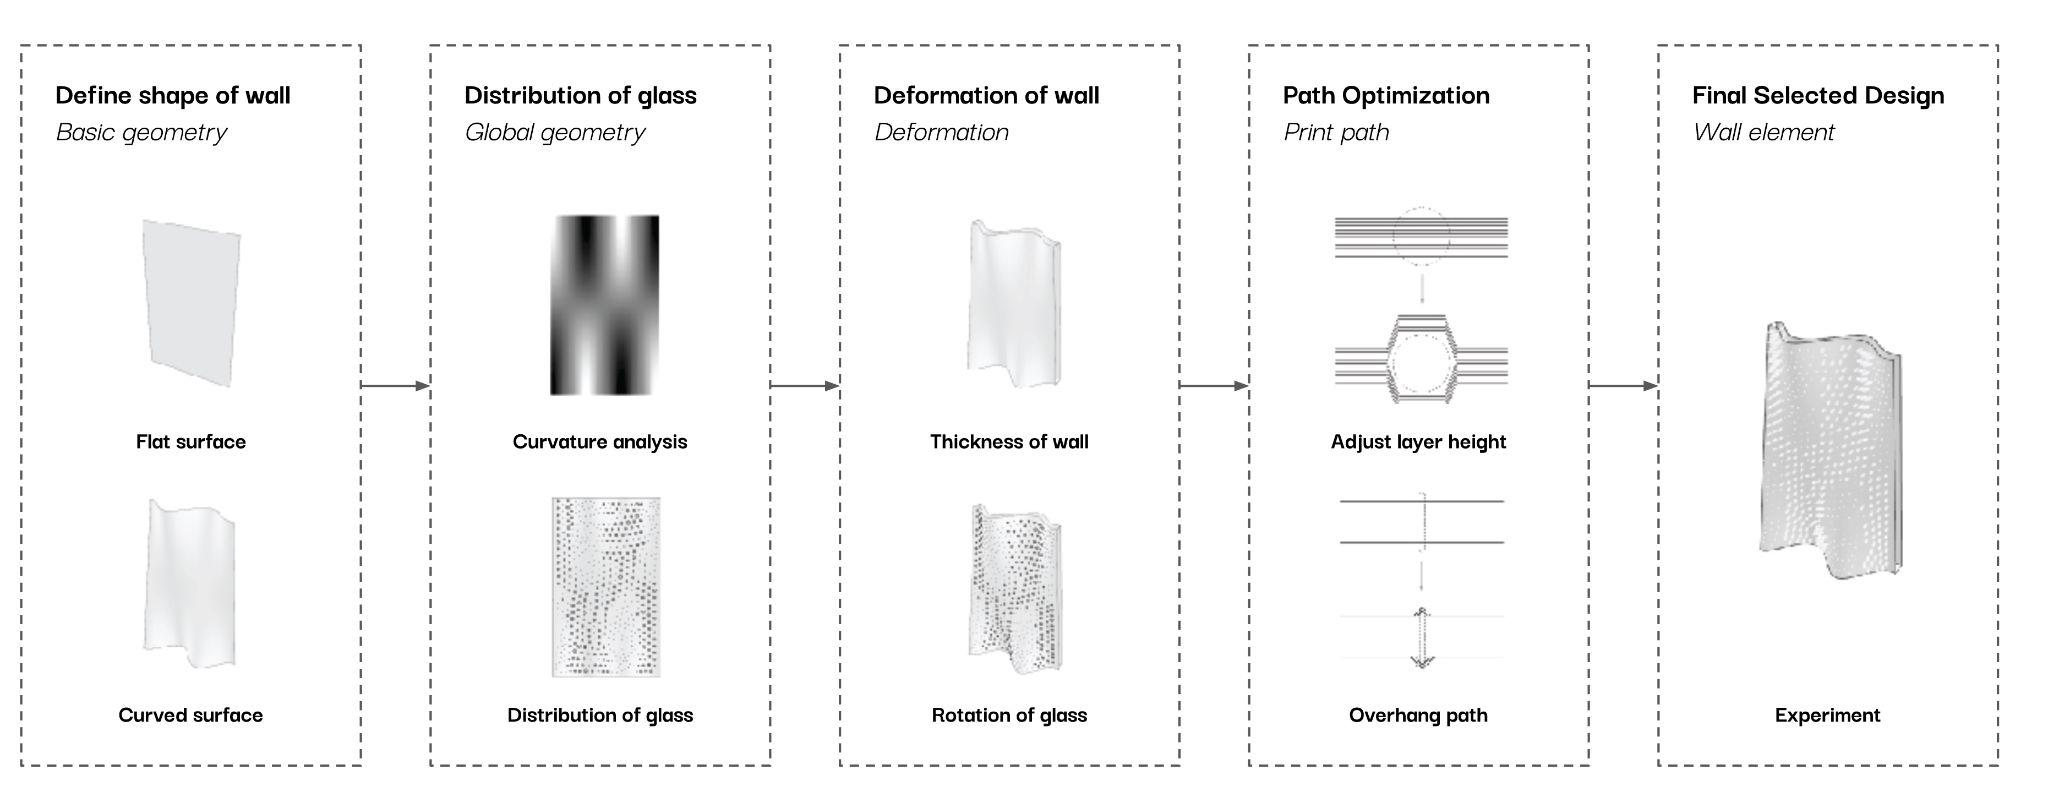 Define shape of wall
Basic geometry
Flat surface
Curved surface
Distribution of glass
Global geometry
Curvature analysis
Distribution of glass
Deformation of wall
Deformation
Thickness of wall
Rotation of glass
Path Optimization
Print path
Adjust layer height
Overhang path
Final Selected Design
Wall element
Experiment